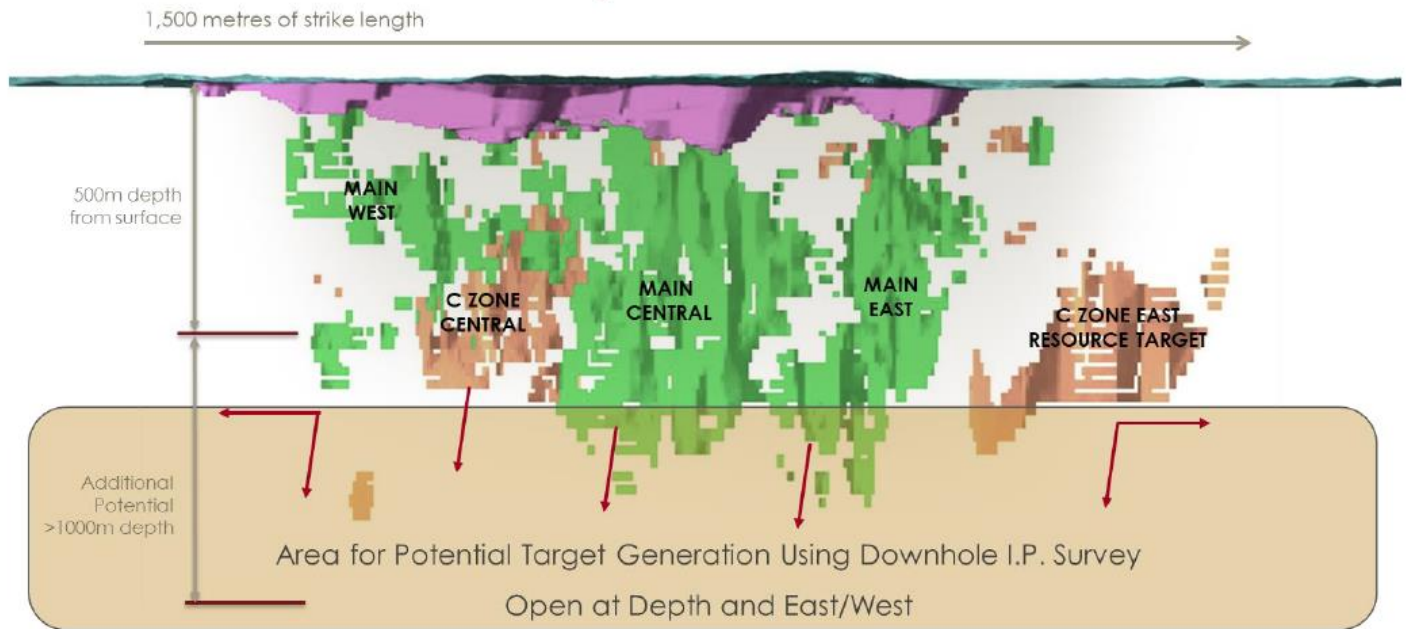 1,500 metres of strike length
500m depth
from surface
MAIN
WEST
C ZONE
CENTRAL
MAIN
CENTRAL
MAIN
EAST
C ZONE EAST
RESOURCE TARGET
Additional
Potential
>1000m depth
Area for Potential Target Generation Using Downhole I.P. Survey
Open at Depth and East/West